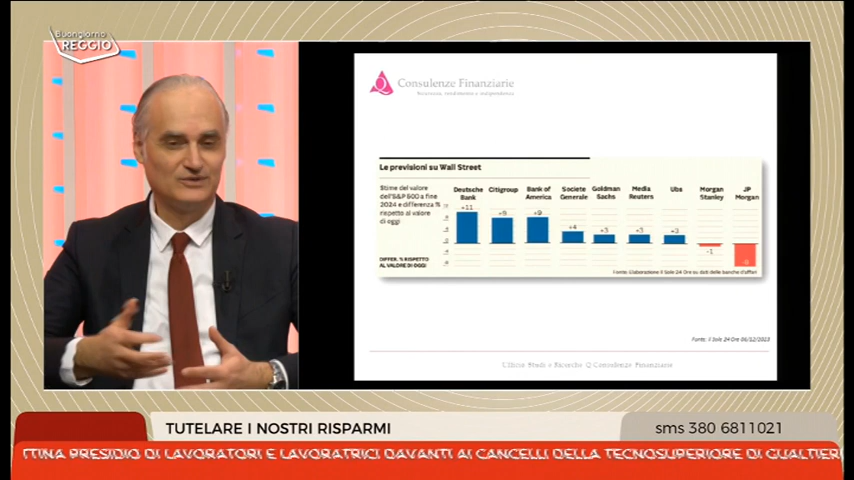 Buongiorno
REGGIO
Q Consulenze Finanziarie
Sicurezza, rendimento e indipendenza
Le previsioni su Wall Street
Stime del valore
dell'S&P 500 a fine
2024 e differenza %
rispetto al valore
di oggi
Deutsche
Bank
Citigroup
Bank of
America
Societe
Generale
Goldman
Sachs
Media
Reuters
Ubs
Morgan
Stanley
JP
Morgan
+11
+9
+9
+4
+3
+3
+3
-1
DIFFER. % RISPETTO
AL VALORE DI OGGI
Fonte: Elaborazione Il Sole 24 Ore su dati delle banche d'affari
Fonte: Il Sole 24 Ore 06/12/2023
Ufficio Studi e Ricerche Q Consulenze Finanziarie
TUTELARE I NOSTRI RISPARMI
sms 380 6811021
TTINA PRESIDIO DI LAVORATORI E LAVORATRICI DAVANTI AI CANCELLI DELLA TECNOSUPERIORE DI GUALTIERI